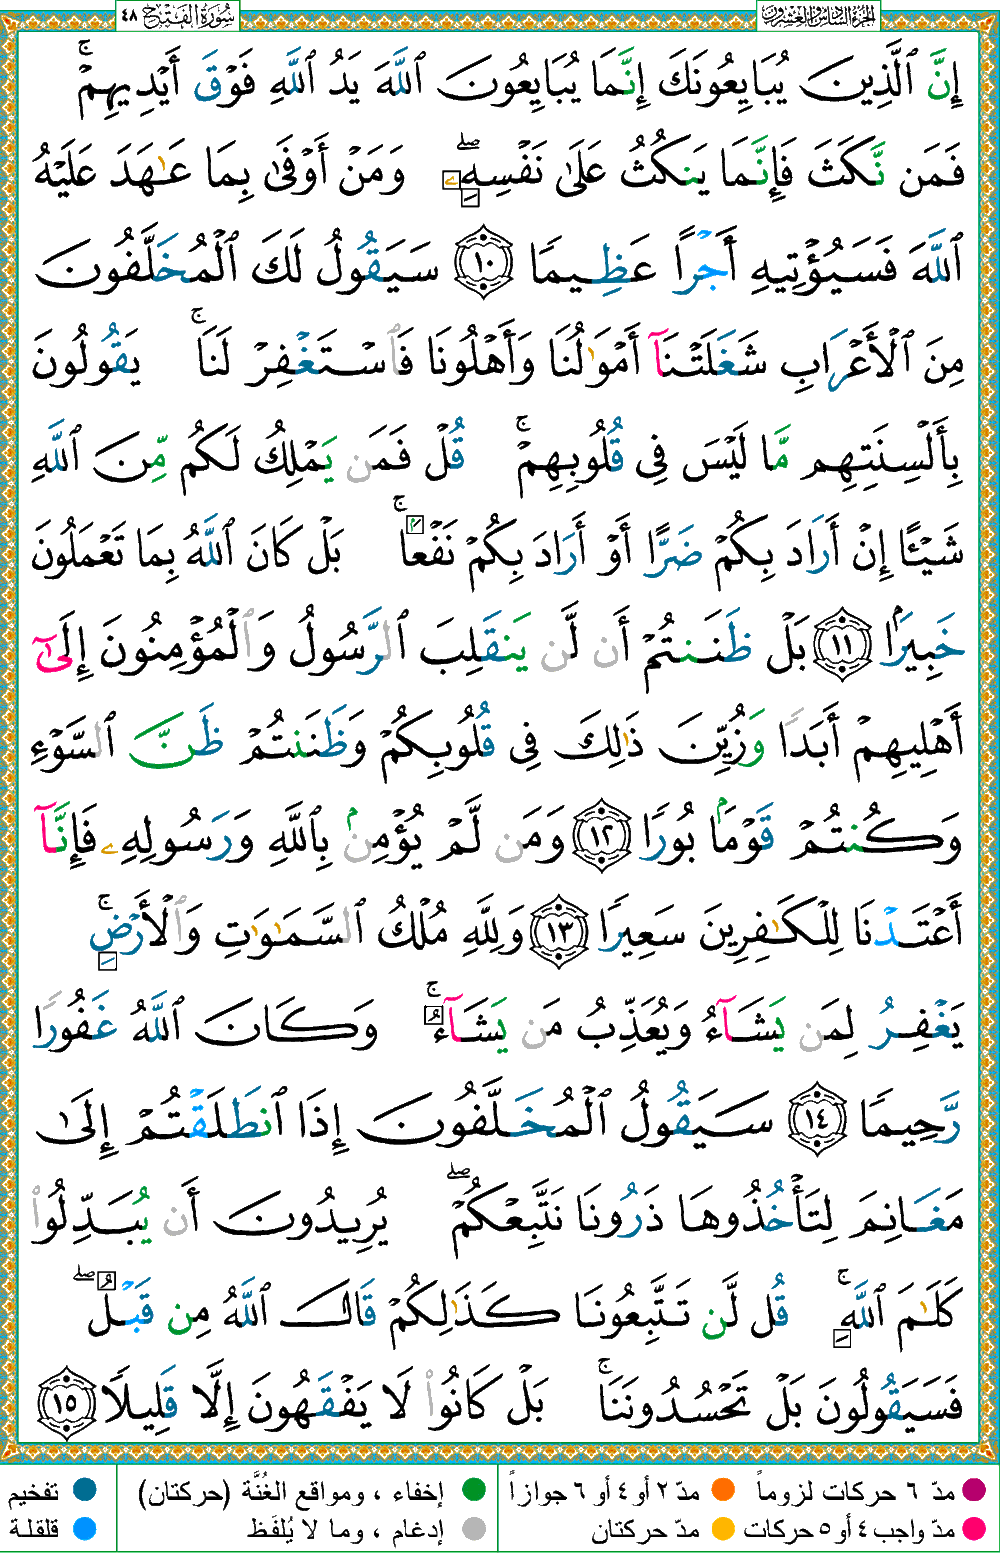 سُورَةُ الفَتْح ٤٨
الجزء السادس والعشرون
إِنَّ ٱلَّذِينَ يُبَايِعُونَكَ إِنَّمَا يُبَايِعُونَ ٱللَّهَ يَدُ ٱللَّهِ فَوْقَ أَيْدِيهِمْ ۚ
فَمَن نَّكَثَ فَإِنَّمَا يَنكُثُ عَلَىٰ نَفْسِهِۦ ۖ وَمَنْ أَوْفَىٰ بِمَا عَـٰهَدَ عَلَيْهُ
ٱللَّهَ فَسَيُؤْتِيهِ أَجْرًا عَظِيمًا ١٠ سَيَقُولُ لَكَ ٱلْمُخَلَّفُونَ
مِنَ ٱلْأَعْرَابِ شَغَلَتْنَآ أَمْوَٰلُنَا وَأَهْلُونَا فَٱسْتَغْفِرْ لَنَا ۚ يَقُولُونَ
بِأَلْسِنَتِهِم مَّا لَيْسَ فِى قُلُوبِهِمْ ۚ قُلْ فَمَن يَمْلِكُ لَكُم مِّنَ ٱللَّهِ
شَيْـًٔا إِنْ أَرَادَ بِكُمْ ضَرًّا أَوْ أَرَادَ بِكُمْ نَفْعًۢا ۚ بَلْ كَانَ ٱللَّهُ بِمَا تَعْمَلُونَ
خَبِيرًۢا ١١ بَلْ ظَنَنتُمْ أَن لَّن يَنقَلِبَ ٱلرَّسُولُ وَٱلْمُؤْمِنُونَ إِلَىٰٓ
أَهْلِيهِمْ أَبَدًا وَزُيِّنَ ذَٰلِكَ فِى قُلُوبِكُمْ وَظَنَنتُمْ ظَنَّ ٱلسَّوْءِ
وَكُنتُمْ قَوْمًۢا بُورًا ١٢ وَمَن لَّمْ يُؤْمِنۢ بِٱللَّهِ وَرَسُولِهِۦ فَإِنَّآ
أَعْتَدْنَا لِلْكَـٰفِرِينَ سَعِيرًا ١٣ وَلِلَّهِ مُلْكُ ٱلسَّمَـٰوَٰتِ وَٱلْأَرْضِ ۚ
يَغْفِرُ لِمَن يَشَآءُ وَيُعَذِّبُ مَن يَشَآءُ ۚ وَكَانَ ٱللَّهُ غَفُورًا
رَّحِيمًا ١٤ سَيَقُولُ ٱلْمُخَلَّفُونَ إِذَا ٱنطَلَقْتُمْ إِلَىٰ
مَغَانِمَ لِتَأْخُذُوهَا ذَرُونَا نَتَّبِعْكُمْ ۖ يُرِيدُونَ أَن يُبَدِّلُوا۟
كَلَـٰمَ ٱللَّهِ ۚ قُل لَّن تَتَّبِعُونَا كَذَٰلِكُمْ قَالَ ٱللَّهُ مِن قَبْلُ ۖ
فَسَيَقُولُونَ بَلْ تَحْسُدُونَنَا ۚ بَلْ كَانُوا۟ لَا يَفْقَهُونَ إِلَّا قَلِيلًا ١٥
مدّ ٦ حركات لزوماً
مدّ ٢ أو ٤ أو ٦ جوازاً
إخفاء ، ومواقع الغُنَّة (حركتان)
تفخيم
مدّ واجب ٤ أو ٥ حركات
مدّ حركتان
إدغام ، وما لا يُلفَظ
قلقلة